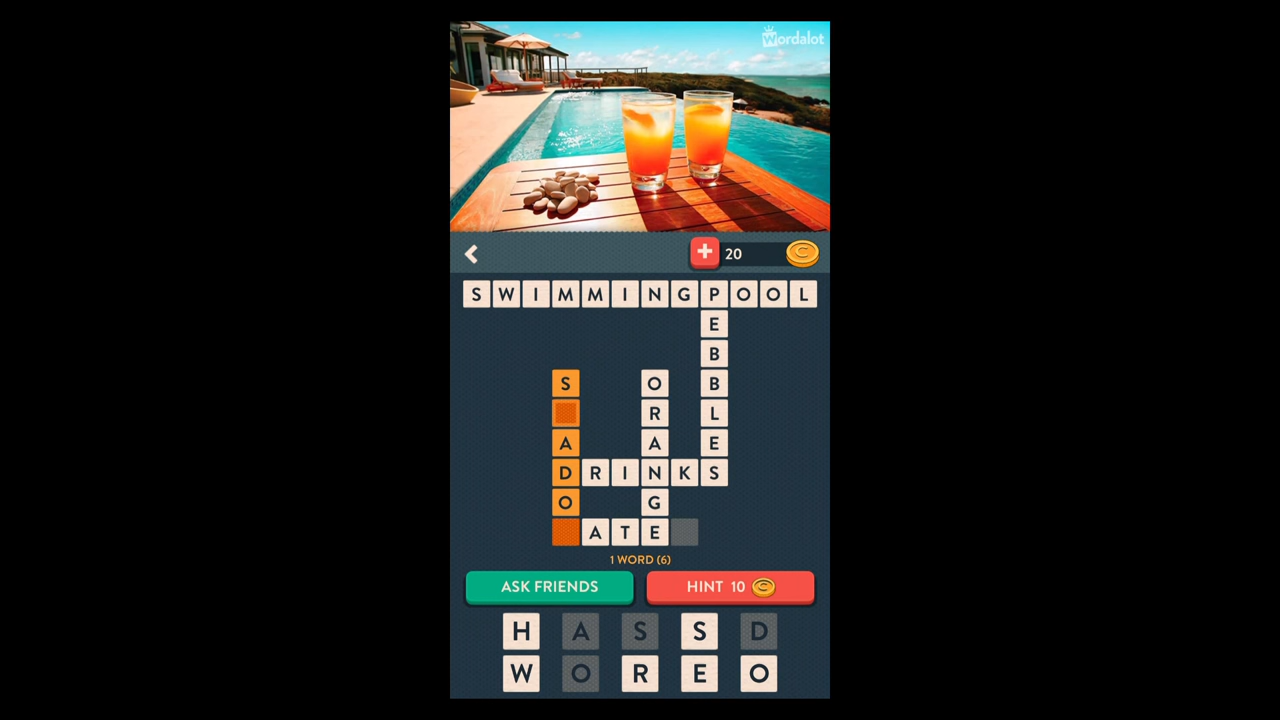 wordalot
20
SWIMMINGPOOL
E
B
S O B
R L
A A E
DRINKS
O G
ATE
1 WORD (6)
ASK FRIENDS HINT 10
H A S S D
W O R E O